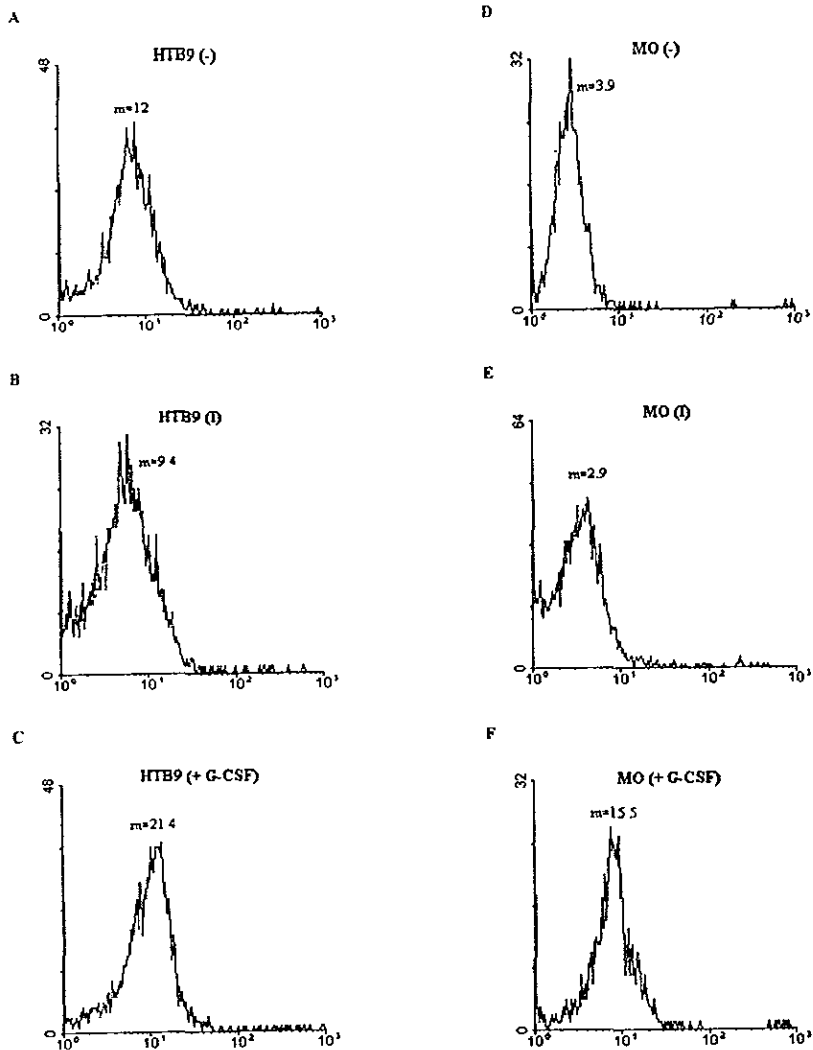 A
HTB9 (-)
48
m=12
0
10⁰ 10¹ 10² 10³
B
HTB9 (I)
32
m=9 4
0
10⁰ 10¹ 10² 10³
C
HTB9 (+ G-CSF)
48
m=21 4
0
10⁰ 10¹ 10² 10³
D
MO (-)
32
m=3.9
0
10⁰ 10¹ 10² 10³
E
MO (I)
64
m=2.9
0
10⁰ 10¹ 10² 10³
F
MO (+ G-CSF)
32
m=15 5
0
10⁰ 10¹ 10² 10³